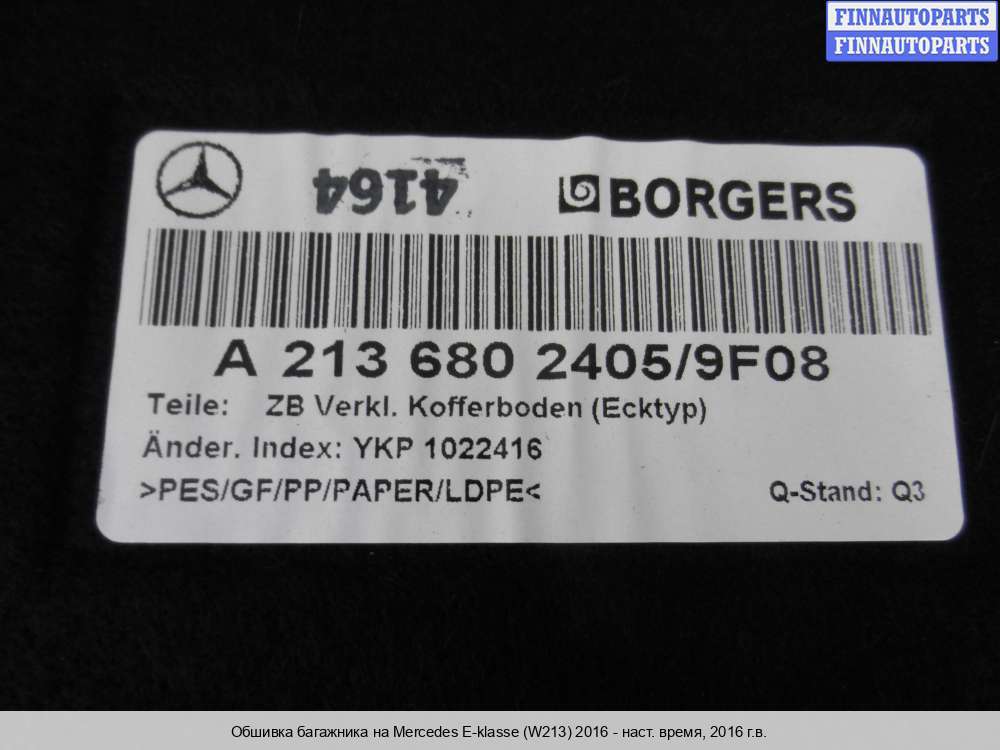 FINNAUTOPARTS
FINNAUTOPARTS
4164
BORGERS
A 213 680 2405/9F08
Teile: ZB Verkl. Kofferboden (Ecktyp)
Änder. Index: YKP 1022416
>PES/GF/PP/PAPER/LDPE<
Q-Stand: Q3
Обшивка багажника на Mercedes E-klasse (W213) 2016 - наст. время, 2016 г.в.